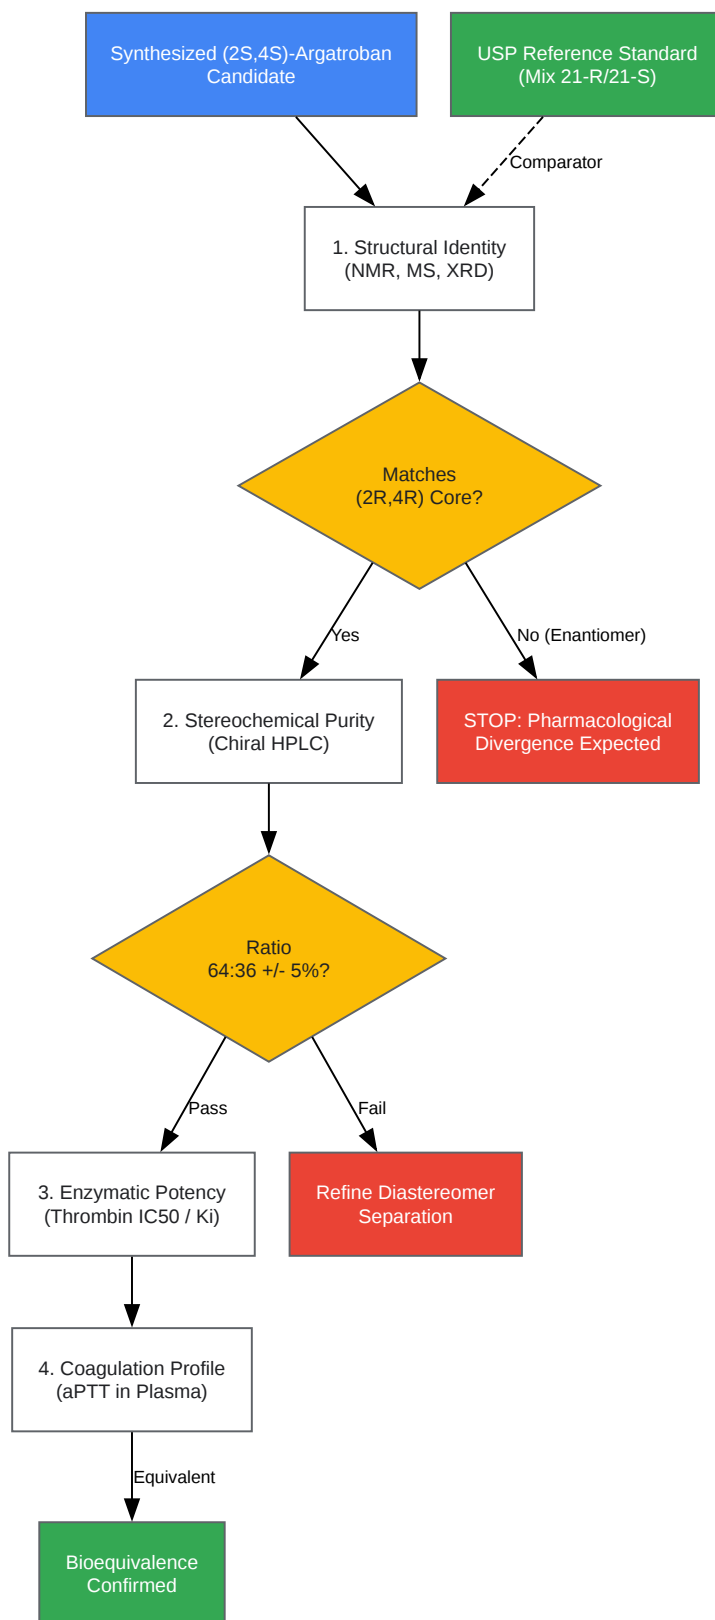 Synthesized (2S,4S)-Argatroban
Candidate
USP Reference Standard
(Mix 21-R/21-S)
Comparator
1. Structural Identity
(NMR, MS, XRD)
Matches
(2R,4R) Core?
Yes
No (Enantiomer)
2. Stereochemical Purity
(Chiral HPLC)
STOP: Pharmacological
Divergence Expected
Ratio
64:36 +/- 5%?
Pass
Fail
3. Enzymatic Potency
(Thrombin IC50 / Ki)
Refine Diastereomer
Separation
4. Coagulation Profile
(aPTT in Plasma)
Equivalent
Bioequivalence
Confirmed